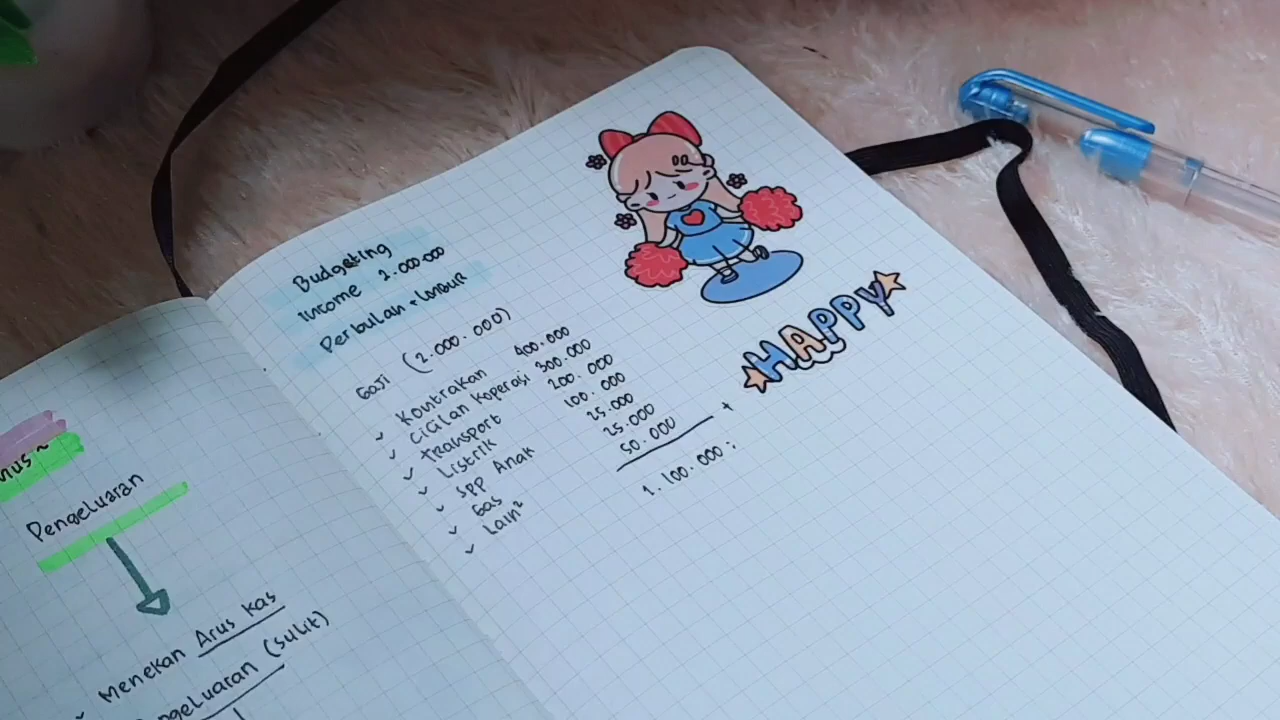 nus~
Pengeluaran
Menekan Arus kas
Pengeluaran (sulit)
Budgeting
Income 2.000.000
Perbulan + Lembur
Gaji (2.000.000)
✓ Kontrakan 400.000
✓ Cicilan Koperasi 300.000
✓ Transport 200.000
✓ Listrik 100.000
✓ SPP Anak 25.000
✓ Gas 25.000
✓ Lain² 50.000 +
1.100.000;
HAPPY